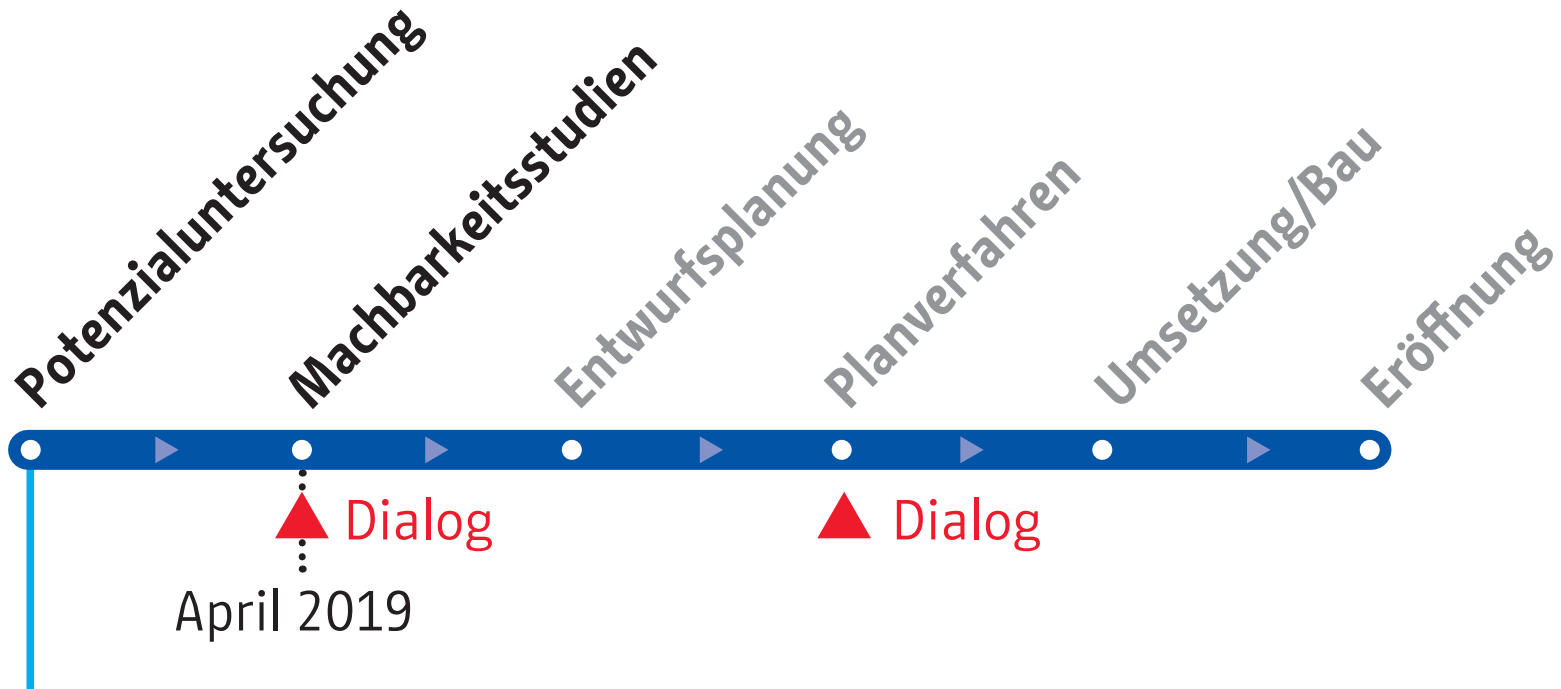 Potenzialuntersuchung
Machbarkeitsstudien
Entwurfsplanung
Planverfahren
Umsetzung/Bau
Eröffnung
Dialog
Dialog
April 2019